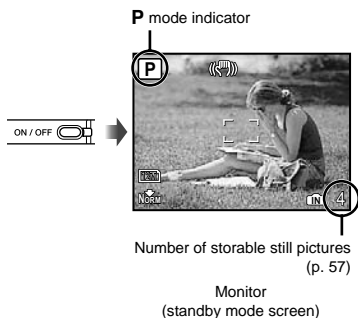 P mode indicator
P
ON / OFF
NORM
IN 4
Number of storable still pictures
(p. 57)
Monitor
(standby mode screen)